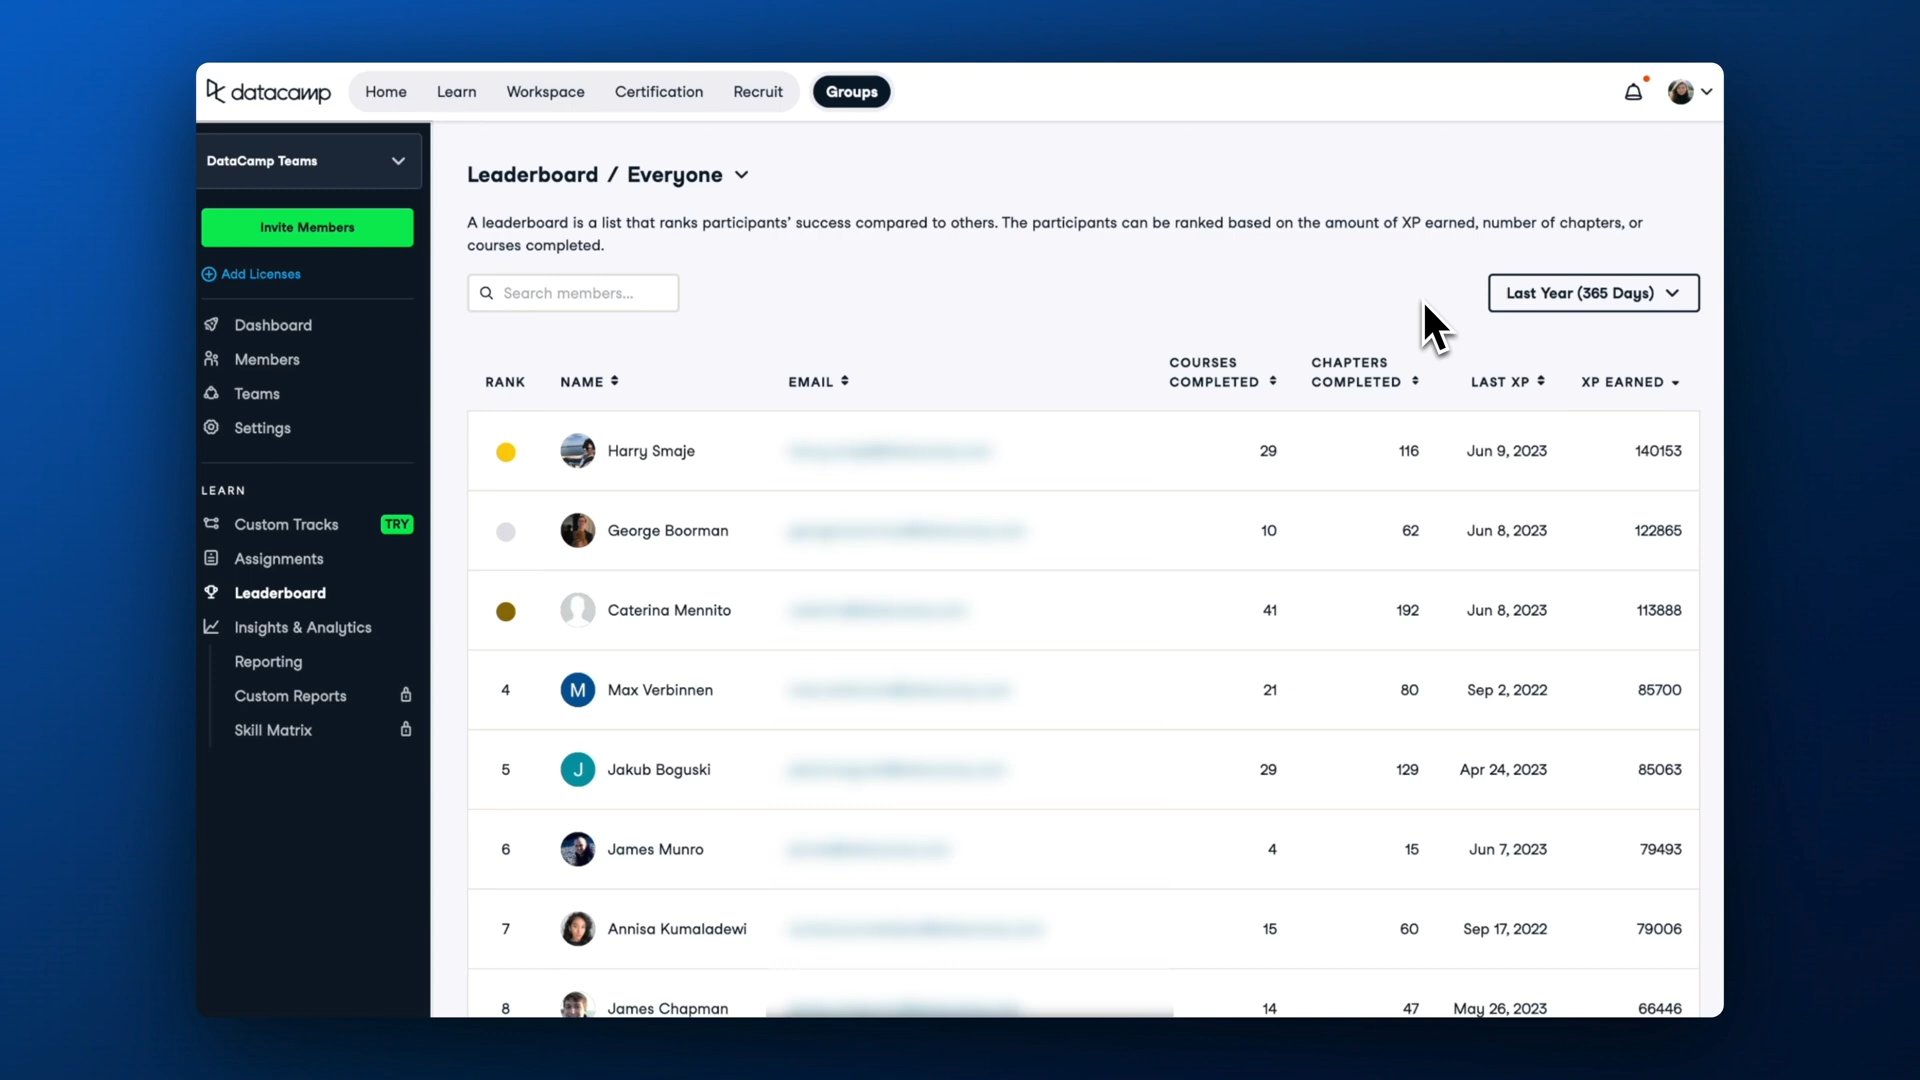 datacamp
Home Learn Workspace Certification Recruit Groups
DataCamp Teams
Invite Members
Add Licenses
Dashboard
Members
Teams
Settings
LEARN
Custom Tracks TRY
Assignments
Leaderboard
Insights & Analytics
Reporting
Custom Reports
Skill Matrix
Leaderboard / Everyone
A leaderboard is a list that ranks participants’ success compared to others. The participants can be ranked based on the amount of XP earned, number of chapters, or
courses completed.
Search members...
Last Year (365 Days)
RANK NAME EMAIL COURSES COMPLETED CHAPTERS COMPLETED LAST XP XP EARNED
Harry Smaje 29 116 Jun 9, 2023 140153
George Boorman 10 62 Jun 8, 2023 122865
Caterina Mennito 41 192 Jun 8, 2023 113888
4 M Max Verbinnen 21 80 Sep 2, 2022 85700
5 J Jakub Boguski 29 129 Apr 24, 2023 85063
6 James Munro 4 15 Jun 7, 2023 79493
7 Annisa Kumaladewi 15 60 Sep 17, 2022 79006
8 James Chapman 14 47 May 26, 2023 66446